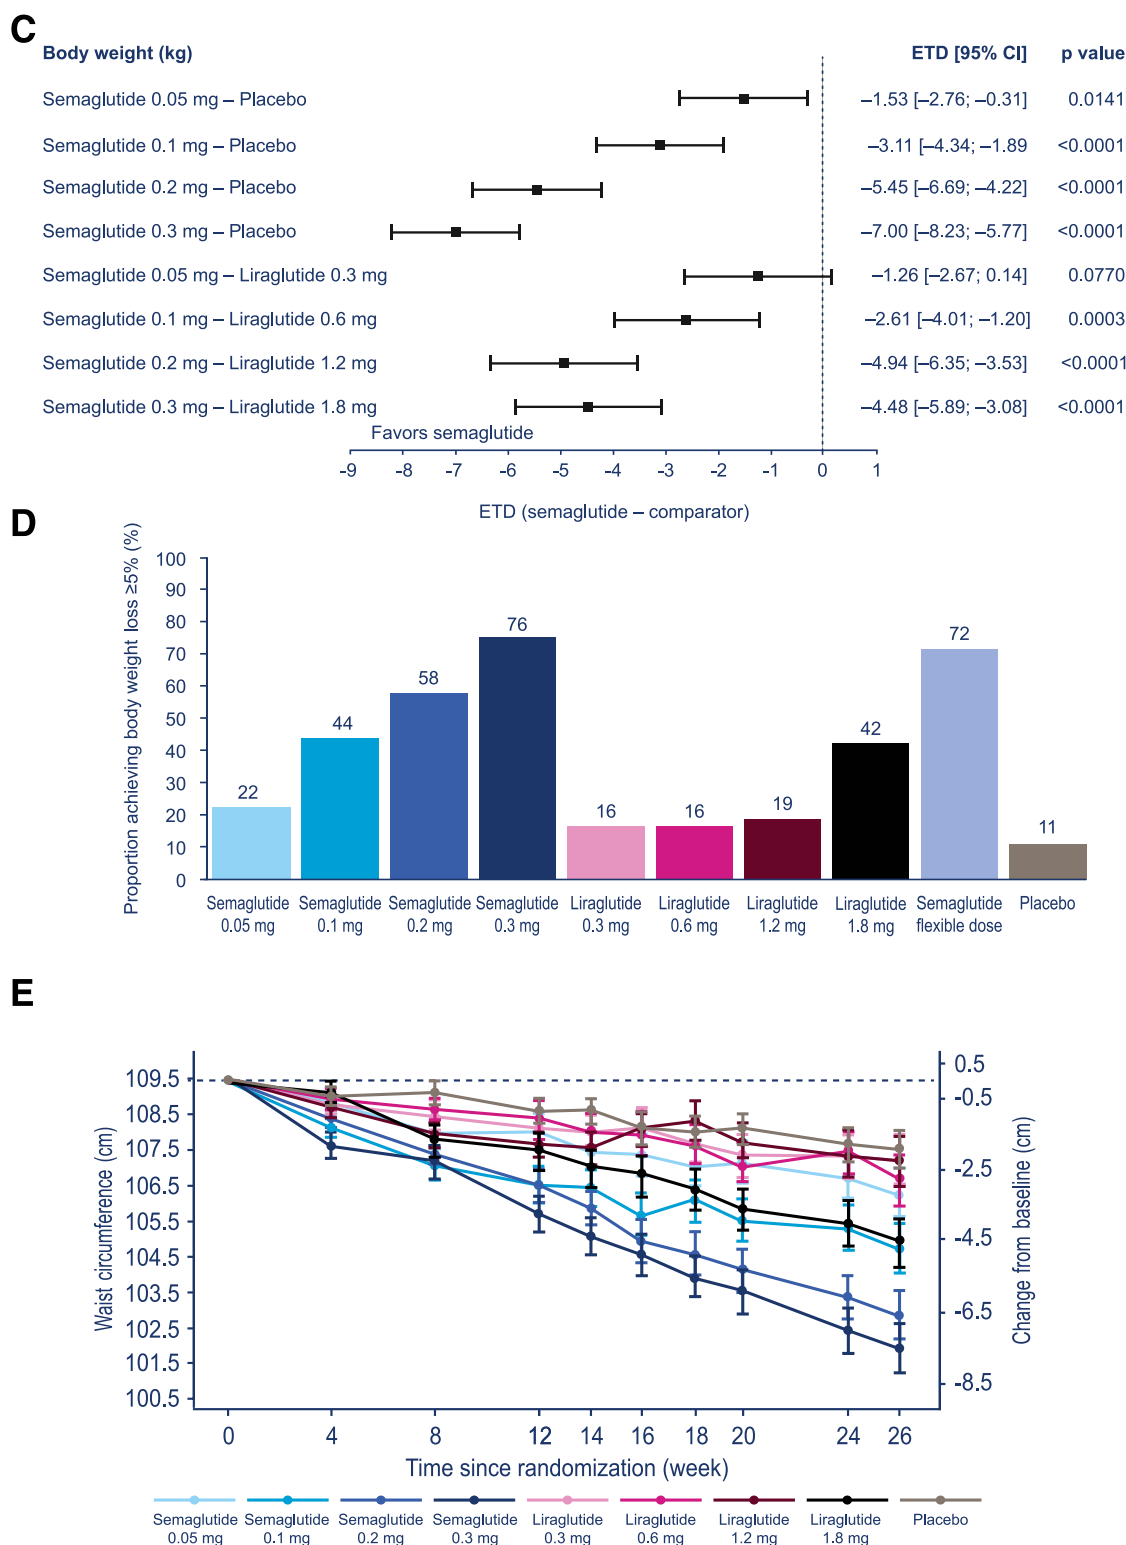 C
Body weight (kg) ETD [95% CI] p value
Semaglutide 0.05 mg – Placebo –1.53 [–2.76; –0.31] 0.0141
Semaglutide 0.1 mg – Placebo –3.11 [–4.34; –1.89 <0.0001
Semaglutide 0.2 mg – Placebo –5.45 [–6.69; –4.22] <0.0001
Semaglutide 0.3 mg – Placebo –7.00 [–8.23; –5.77] <0.0001
Semaglutide 0.05 mg – Liraglutide 0.3 mg –1.26 [–2.67; 0.14] 0.0770
Semaglutide 0.1 mg – Liraglutide 0.6 mg –2.61 [–4.01; –1.20] 0.0003
Semaglutide 0.2 mg – Liraglutide 1.2 mg –4.94 [–6.35; –3.53] <0.0001
Semaglutide 0.3 mg – Liraglutide 1.8 mg –4.48 [–5.89; –3.08] <0.0001
Favors semaglutide
-9 -8 -7 -6 -5 -4 -3 -2 -1 0 1
ETD (semaglutide – comparator)
D
Proportion achieving body weight loss ≥5% (%)
100
90
80
70
60
50
40
30
20
10
0
22 44 58 76 16 16 19 42 72 11
Semaglutide Semaglutide Semaglutide Semaglutide Liraglutide Liraglutide Liraglutide Liraglutide Semaglutide Placebo
0.05 mg 0.1 mg 0.2 mg 0.3 mg 0.3 mg 0.6 mg 1.2 mg 1.8 mg flexible dose
E
Waist circumference (cm)
109.5
108.5
107.5
106.5
105.5
104.5
103.5
102.5
101.5
100.5
0.5
-0.5
-2.5
-4.5
-6.5
-8.5
Change from baseline (cm)
0 4 8 12 14 16 18 20 24 26
Time since randomization (week)
Semaglutide Semaglutide Semaglutide Semaglutide Liraglutide Liraglutide Liraglutide Liraglutide Placebo
0.05 mg 0.1 mg 0.2 mg 0.3 mg 0.3 mg 0.6 mg 1.2 mg 1.8 mg